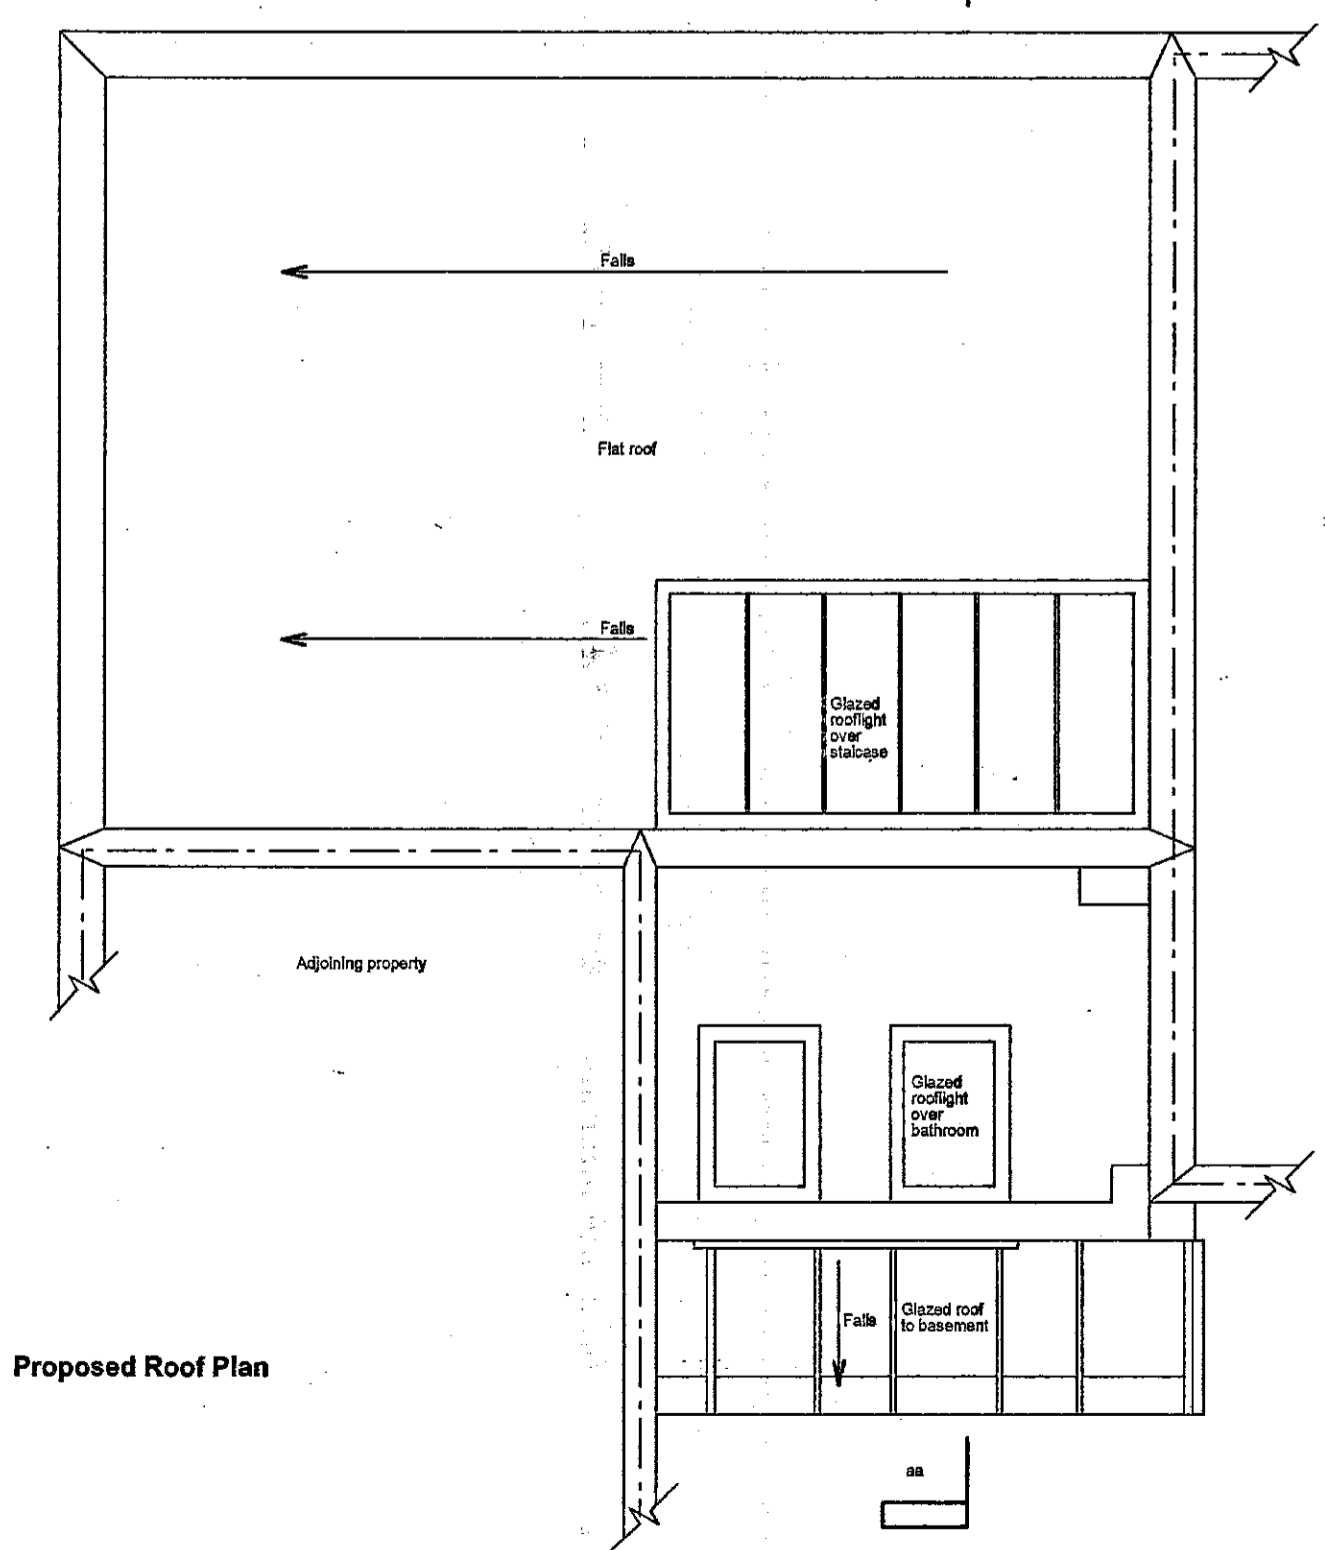 Falls
Flat roof
Falls
Glazed
rooflight
over
staicase
Adjoining property
Glazed
rooflight
over
bathroom
Falls
Glazed roof
to basement
Proposed Roof Plan
aa